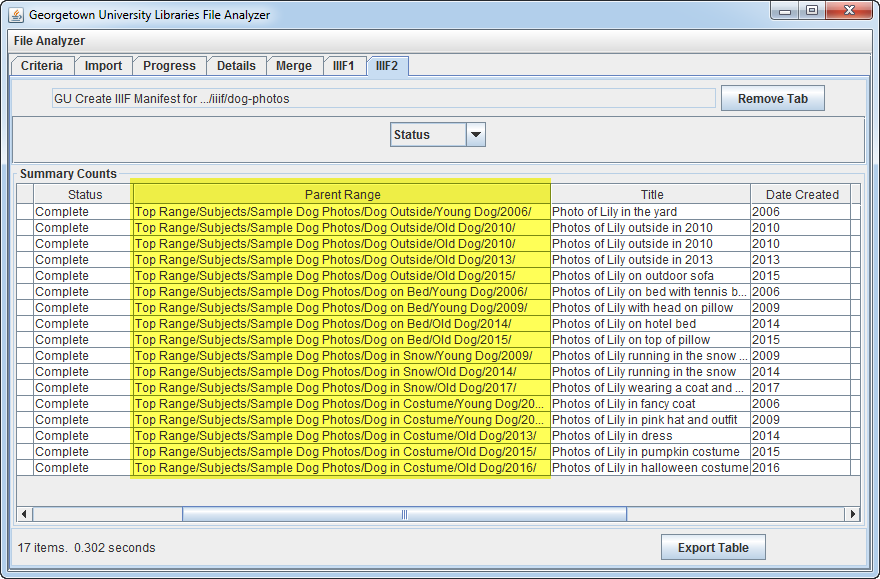 Georgetown University Libraries File Analyzer
File Analyzer
Criteria Import Progress Details Merge IIIF1 IIIF2
GU Create IIIF Manifest for .../iiif/dog-photos Remove Tab
Status
Summary Counts
Status Parent Range Title Date Created
Complete Top Range/Subjects/Sample Dog Photos/Dog Outside/Young Dog/2006/ Photo of Lily in the yard 2006
Complete Top Range/Subjects/Sample Dog Photos/Dog Outside/Old Dog/2010/ Photos of Lily outside in 2010 2010
Complete Top Range/Subjects/Sample Dog Photos/Dog Outside/Old Dog/2010/ Photos of Lily outside in 2010 2010
Complete Top Range/Subjects/Sample Dog Photos/Dog Outside/Old Dog/2013/ Photos of Lily outside in 2013 2013
Complete Top Range/Subjects/Sample Dog Photos/Dog Outside/Old Dog/2015/ Photos of Lily on outdoor sofa 2015
Complete Top Range/Subjects/Sample Dog Photos/Dog on Bed/Young Dog/2006/ Photos of Lily on bed with tennis b... 2006
Complete Top Range/Subjects/Sample Dog Photos/Dog on Bed/Young Dog/2009/ Photos of Lily with head on pillow 2009
Complete Top Range/Subjects/Sample Dog Photos/Dog on Bed/Old Dog/2014/ Photos of Lily on hotel bed 2014
Complete Top Range/Subjects/Sample Dog Photos/Dog on Bed/Old Dog/2015/ Photos of Lily on top of pillow 2015
Complete Top Range/Subjects/Sample Dog Photos/Dog in Snow/Young Dog/2009/ Photos of Lily running in the snow ... 2009
Complete Top Range/Subjects/Sample Dog Photos/Dog in Snow/Old Dog/2014/ Photos of Lily running in the snow 2014
Complete Top Range/Subjects/Sample Dog Photos/Dog in Snow/Old Dog/2017/ Photos of Lily wearing a coat and ... 2017
Complete Top Range/Subjects/Sample Dog Photos/Dog in Costume/Young Dog/20... Photos of Lily in fancy coat 2006
Complete Top Range/Subjects/Sample Dog Photos/Dog in Costume/Young Dog/20... Photos of Lily in pink hat and outfit 2009
Complete Top Range/Subjects/Sample Dog Photos/Dog in Costume/Old Dog/2013/ Photos of Lily in dress 2014
Complete Top Range/Subjects/Sample Dog Photos/Dog in Costume/Old Dog/2015/ Photos of Lily in pumpkin costume 2015
Complete Top Range/Subjects/Sample Dog Photos/Dog in Costume/Old Dog/2016/ Photos of Lily in halloween costume 2016
17 items. 0.302 seconds Export Table